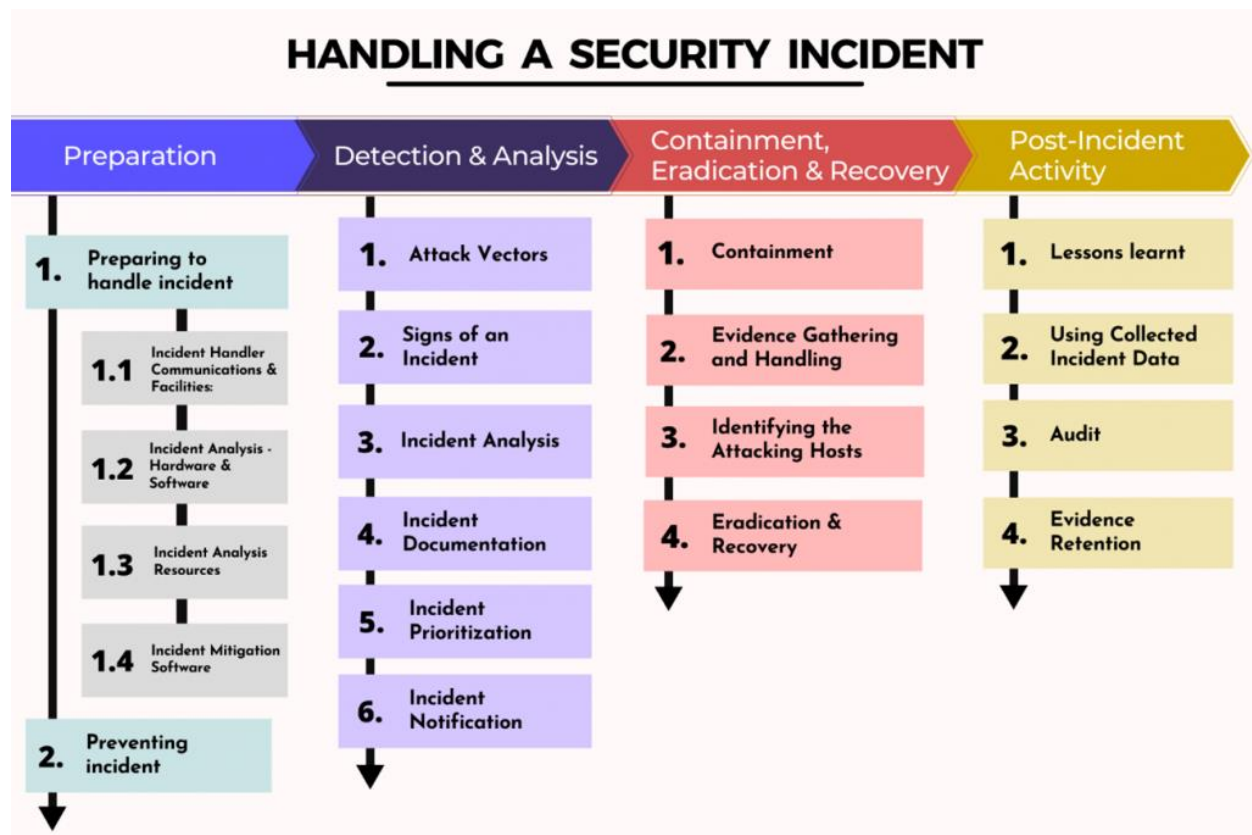 HANDLING A SECURITY INCIDENT
Preparation
1.
Preparing to
handle incident
1.1
Incident Handler
Communications &
Facilities:
1.2
Incident Analysis -
Hardware &
Software
1.3
Incident Analysis
Resources
1.4
Incident Mitigation
Software
2.
Preventing
incident
Detection & Analysis
1. Attack Vectors
2.
Signs of an
Incident
3. Incident Analysis
4.
Incident
Documentation
5.
Incident
Prioritization
6.
Incident
Notification
Containment,
Eradication & Recovery
1. Containment
2.
Evidence Gathering
and Handling
3.
Identifying the
Attacking Hosts
4.
Eradication &
Recovery
Post-Incident
Activity
1. Lessons learnt
2.
Using Collected
Incident Data
3. Audit
4.
Evidence
Retention